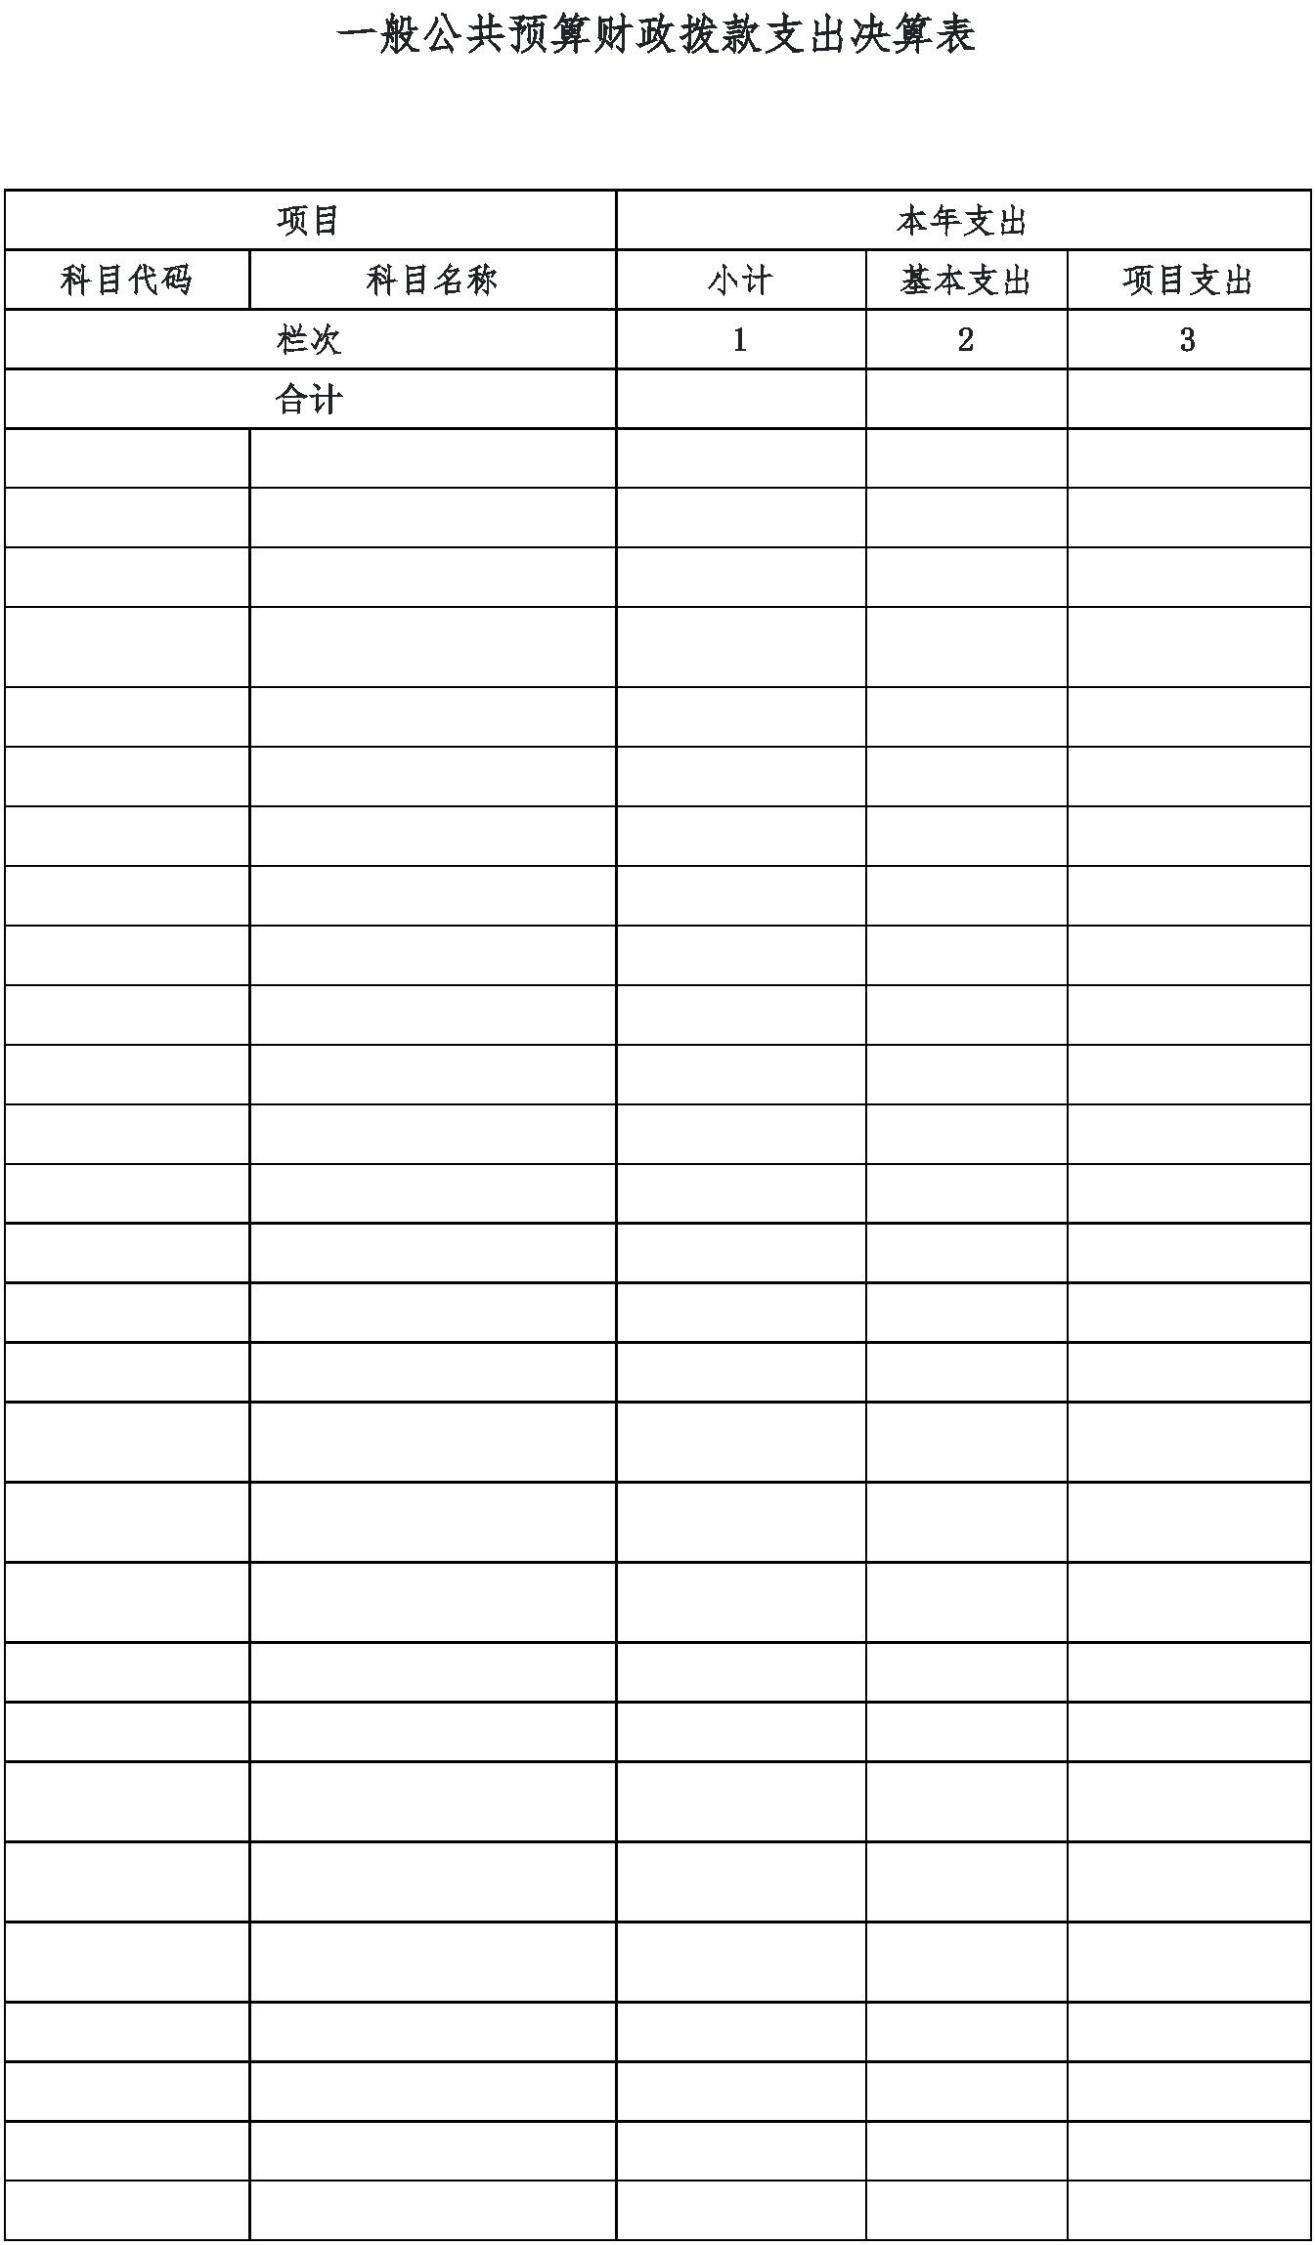 一般公共预算财政拨款支出决算表
项目 本年支出
科目代码 科目名称 小计 基本支出 项目支出
栏次 1 2 3
合计